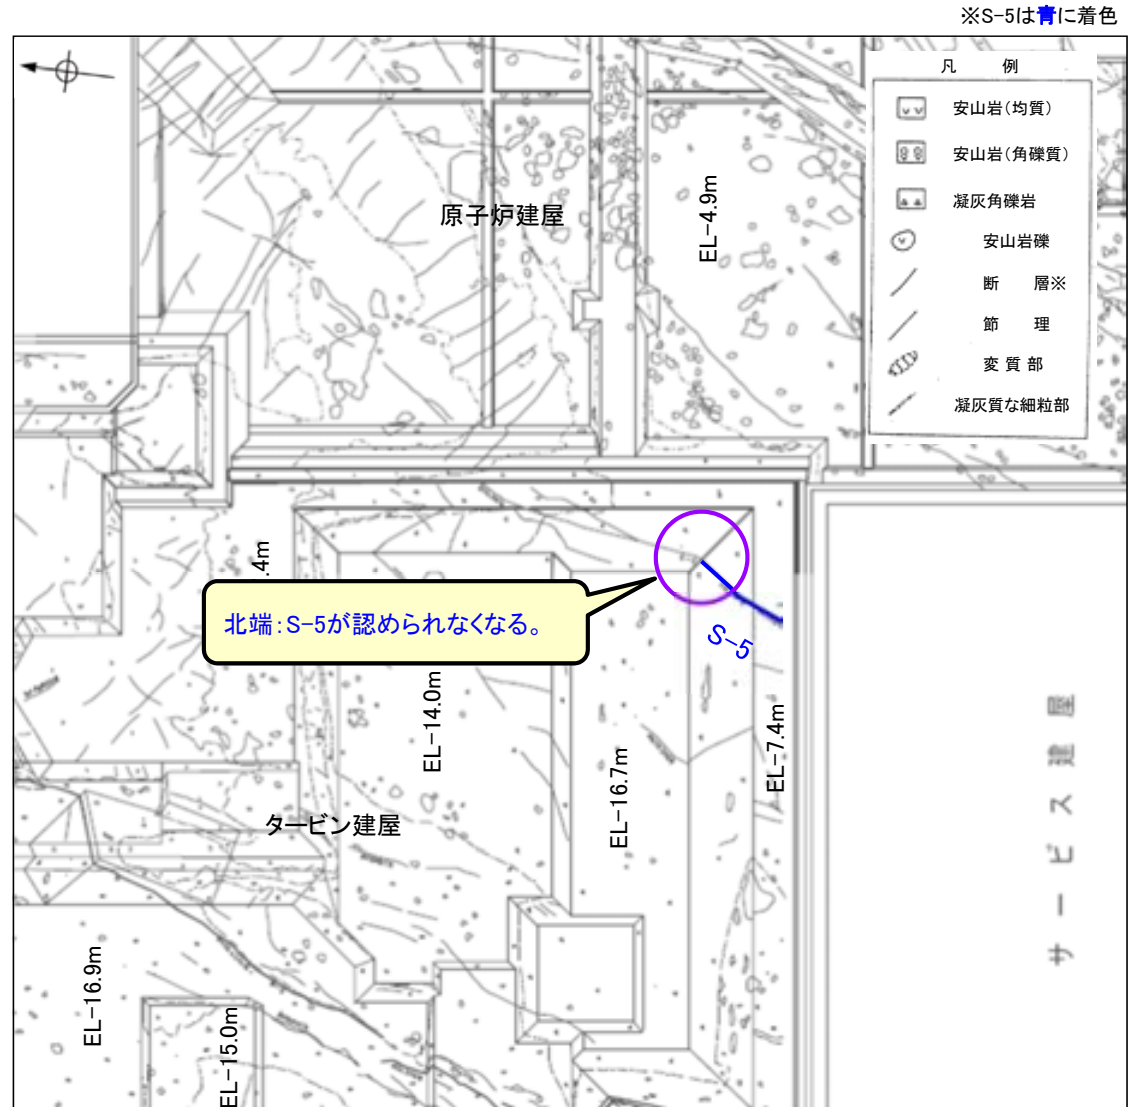 ※S-5は青に着色
凡　例
安山岩(均質)
安山岩(角礫質)
凝灰角礫岩
安山岩礫
断　層※
節　理
変質部
凝灰質な細粒部
原子炉建屋
EL-4.9m
.4m
北端:S-5が認められなくなる。
S-5
EL-14.0m
EL-16.7m
EL-7.4m
タービン建屋
サービス建屋
EL-16.9m
EL-15.0m